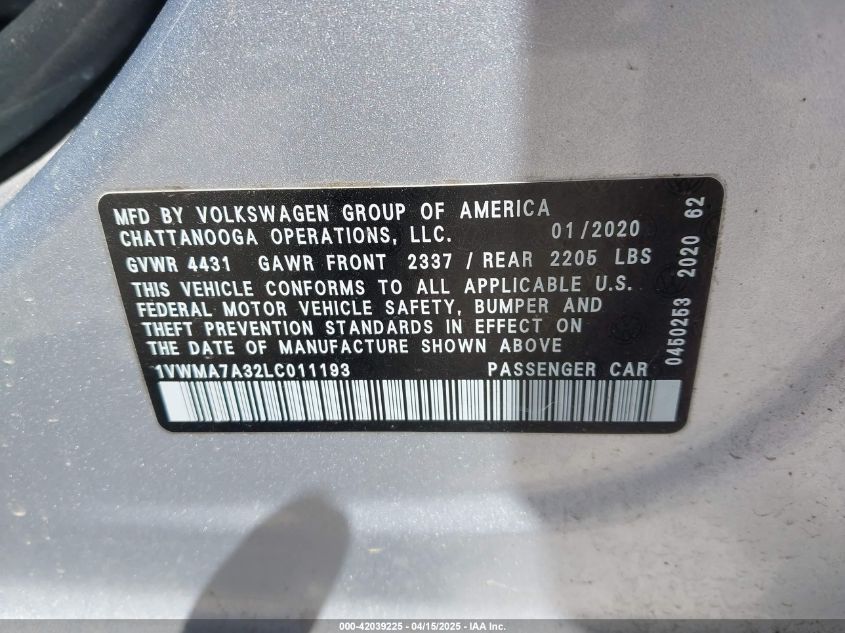 MFD BY VOLKSWAGEN GROUP OF AMERICA
CHATTANOOGA OPERATIONS, LLC. 01/2020
GVWR 4431 GAWR FRONT 2337 / REAR 2205 LBS
THIS VEHICLE CONFORMS TO ALL APPLICABLE U.S.
FEDERAL MOTOR VEHICLE SAFETY, BUMPER AND
THEFT PREVENTION STANDARDS IN EFFECT ON
THE DATE OF MANUFACTURE SHOWN ABOVE
1VWMA7A32LC011193 PASSENGER CAR
0450253 2020 62
000-42039225 - 04/15/2025 - IAA Inc.